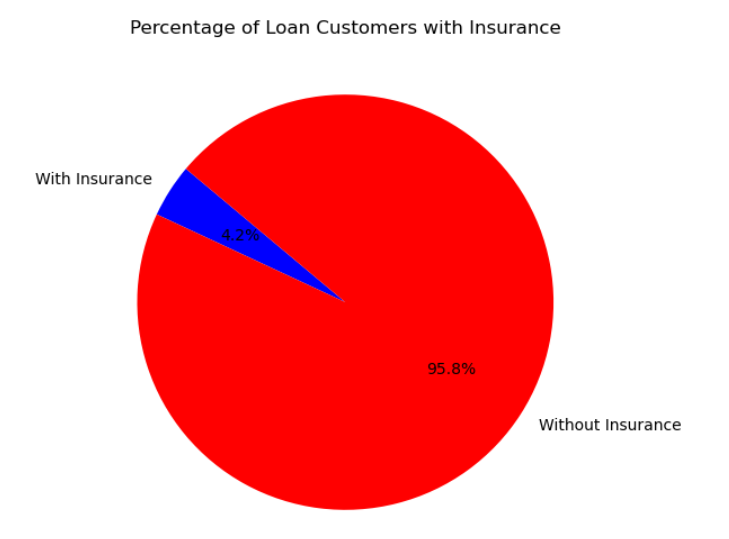 Percentage of Loan Customers with Insurance
With Insurance
4.2%
95.8%
Without Insurance